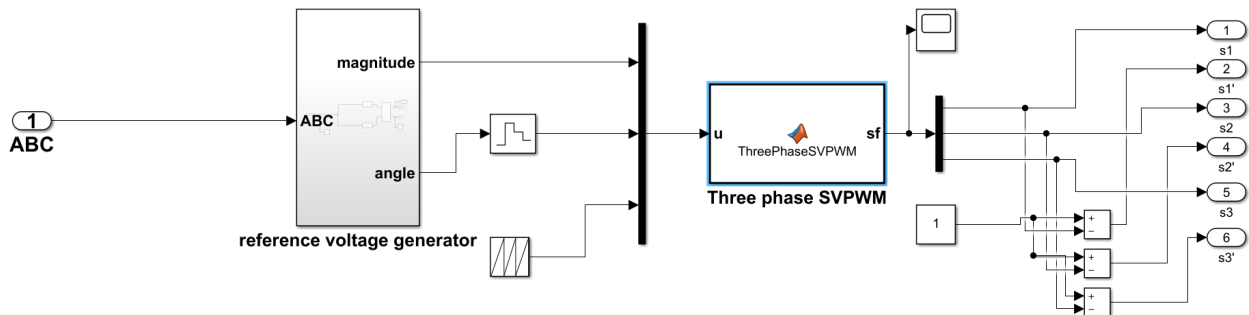 1
ABC
ABC
magnitude
angle
reference voltage generator
u
ThreePhaseSVPWM
sf
Three phase SVPWM
1
1
s1
2
s1'
3
s2
4
s2'
5
s3
6
s3'
+
−
+
−
+
−